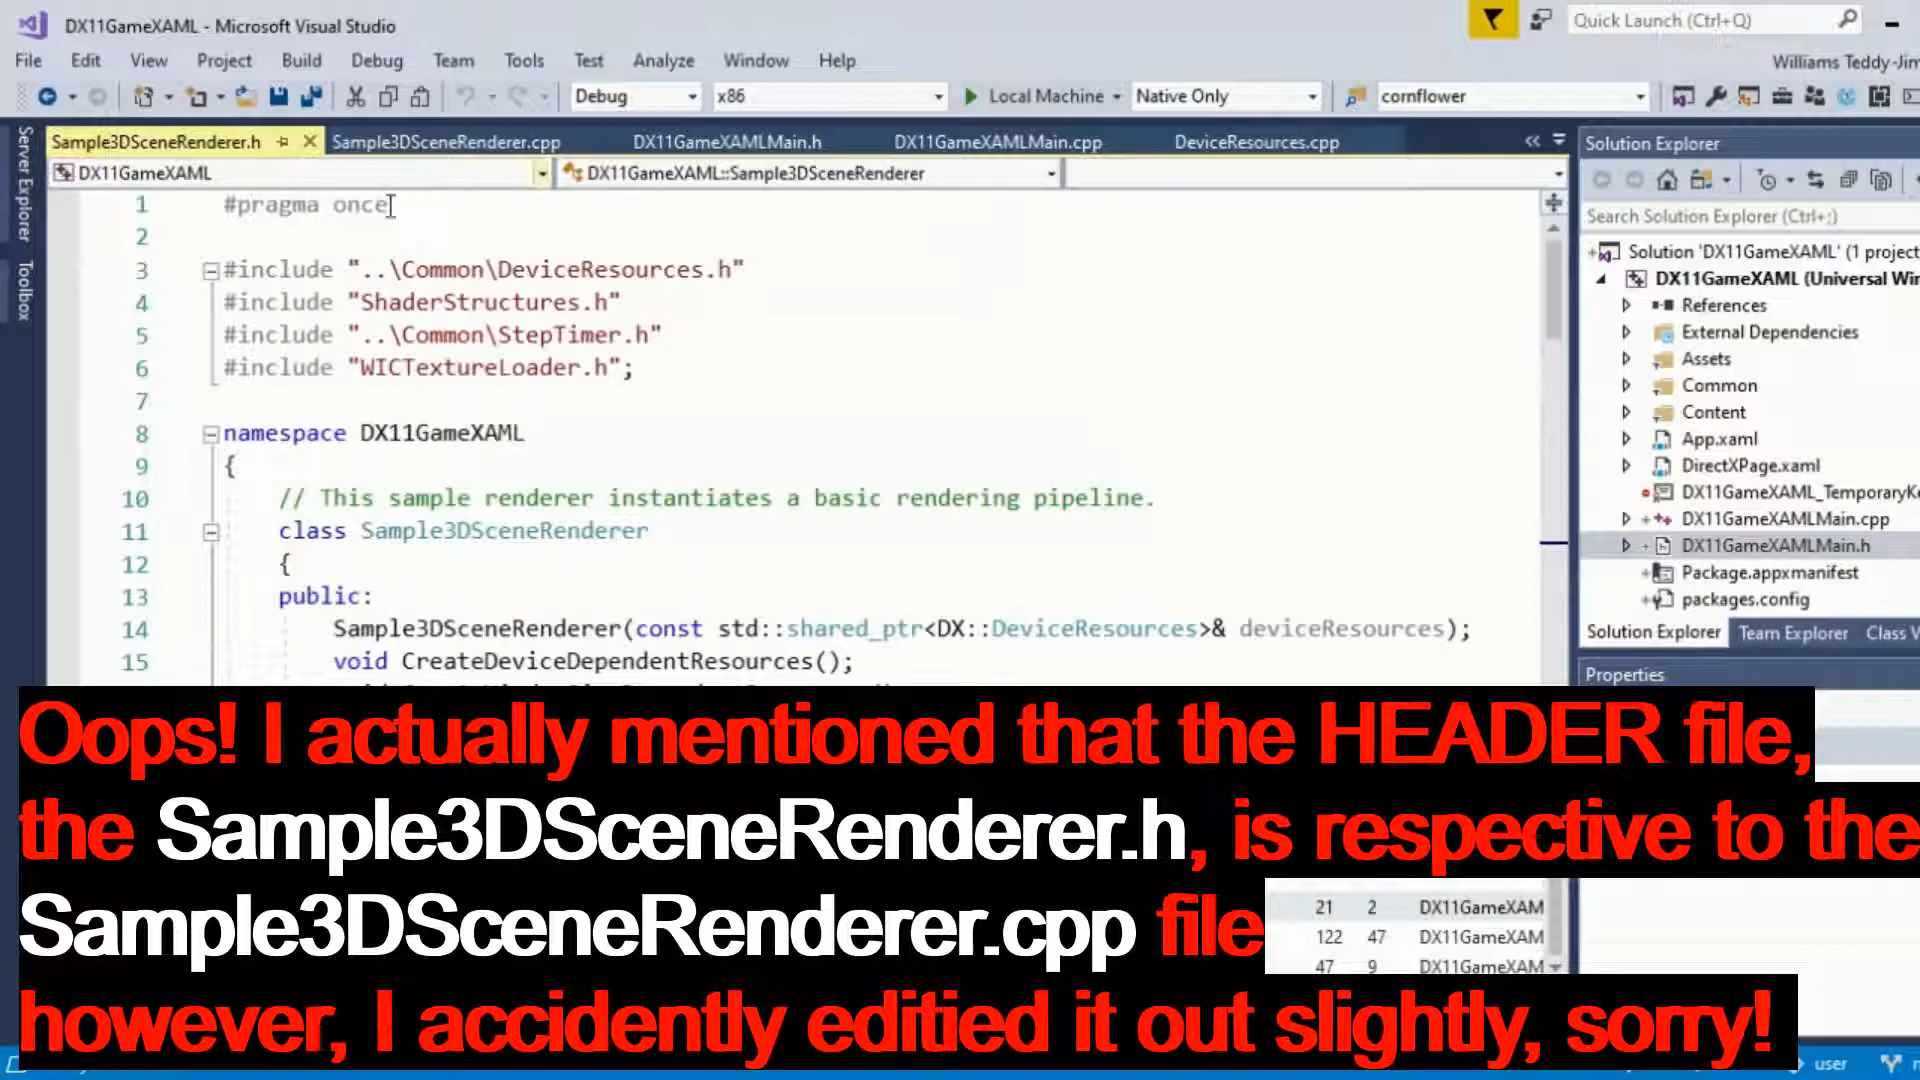 DX11GameXAML - Microsoft Visual Studio
Quick Launch (Ctrl+Q)
File Edit View Project Build Debug Team Tools Test Analyze Window Help
Williams Teddy-Jim
Debug x86 Local Machine Native Only cornflower
Server Explorer
Toolbox
Sample3DSceneRenderer.h Sample3DSceneRenderer.cpp DX11GameXAMLMain.h DX11GameXAMLMain.cpp DeviceResources.cpp
DX11GameXAML DX11GameXAML::Sample3DSceneRenderer
1 #pragma once
2
3 #include "..\Common\DeviceResources.h"
4 #include "ShaderStructures.h"
5 #include "..\Common\StepTimer.h"
6 #include "WICTextureLoader.h";
7
8 namespace DX11GameXAML
9 {
10 // This sample renderer instantiates a basic rendering pipeline.
11 class Sample3DSceneRenderer
12 {
13 public:
14 Sample3DSceneRenderer(const std::shared_ptr<DX::DeviceResources>& deviceResources);
15 void CreateDeviceDependentResources();
Solution Explorer
Search Solution Explorer (Ctrl+;)
Solution 'DX11GameXAML' (1 project
DX11GameXAML (Universal Win
References
External Dependencies
Assets
Common
Content
App.xaml
DirectXPage.xaml
DX11GameXAML_TemporaryKe
DX11GameXAMLMain.cpp
DX11GameXAMLMain.h
Package.appxmanifest
packages.config
Solution Explorer Team Explorer Class V
Properties
Oops! I actually mentioned that the HEADER file,
the Sample3DSceneRenderer.h, is respective to the
Sample3DSceneRenderer.cpp file
however, I accidently editied it out slightly, sorry!
21 2 DX11GameXAM
122 47 DX11GameXAM
47 9 DX11GameXAM
user